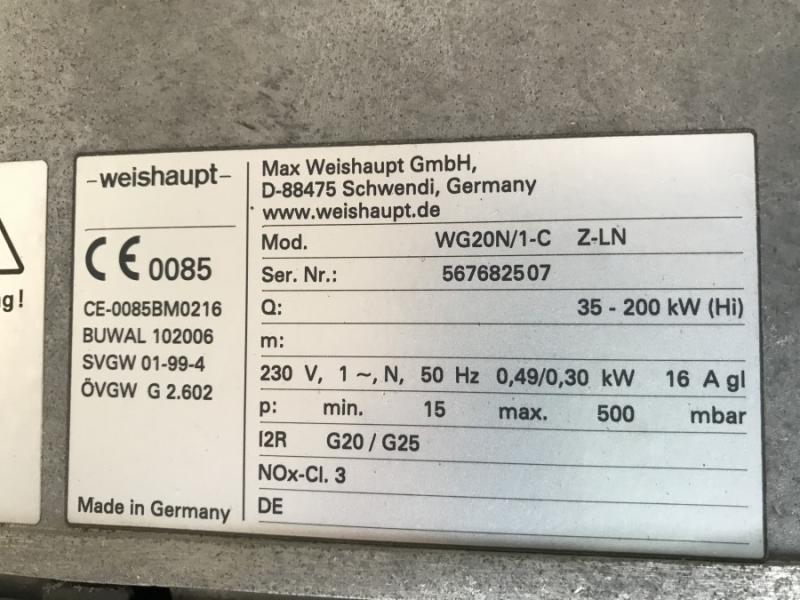 -weishaupt-
CE 0085
CE-0085BM0216
BUWAL 102006
SVGW 01-99-4
ÖVGW G 2.602
Made in Germany
Max Weishaupt GmbH,
D-88475 Schwendi, Germany
www.weishaupt.de
Mod. WG20N/1-C Z-LN
Ser. Nr.: 567682507
Q: 35 - 200 kW (Hi)
m:
230 V, 1 ~, N, 50 Hz 0,49/0,30 kW 16 A gl
p: min. 15 max. 500 mbar
I2R G20 / G25
NOx-Cl. 3
DE